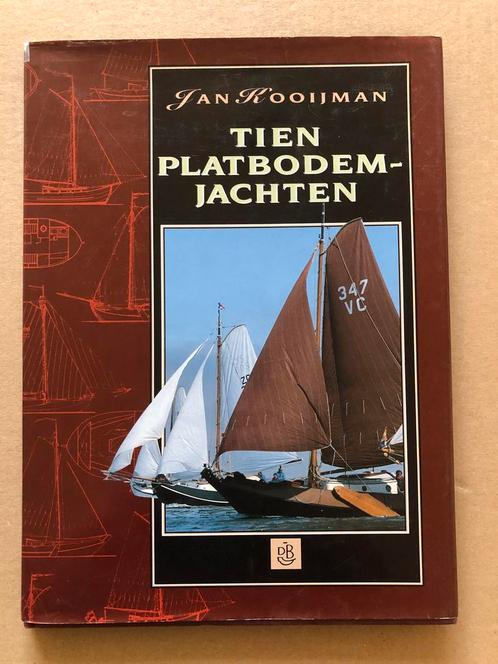 JAN KOOIJMAN
TIEN
PLATBODEM-
JACHTEN
347
VC
DB